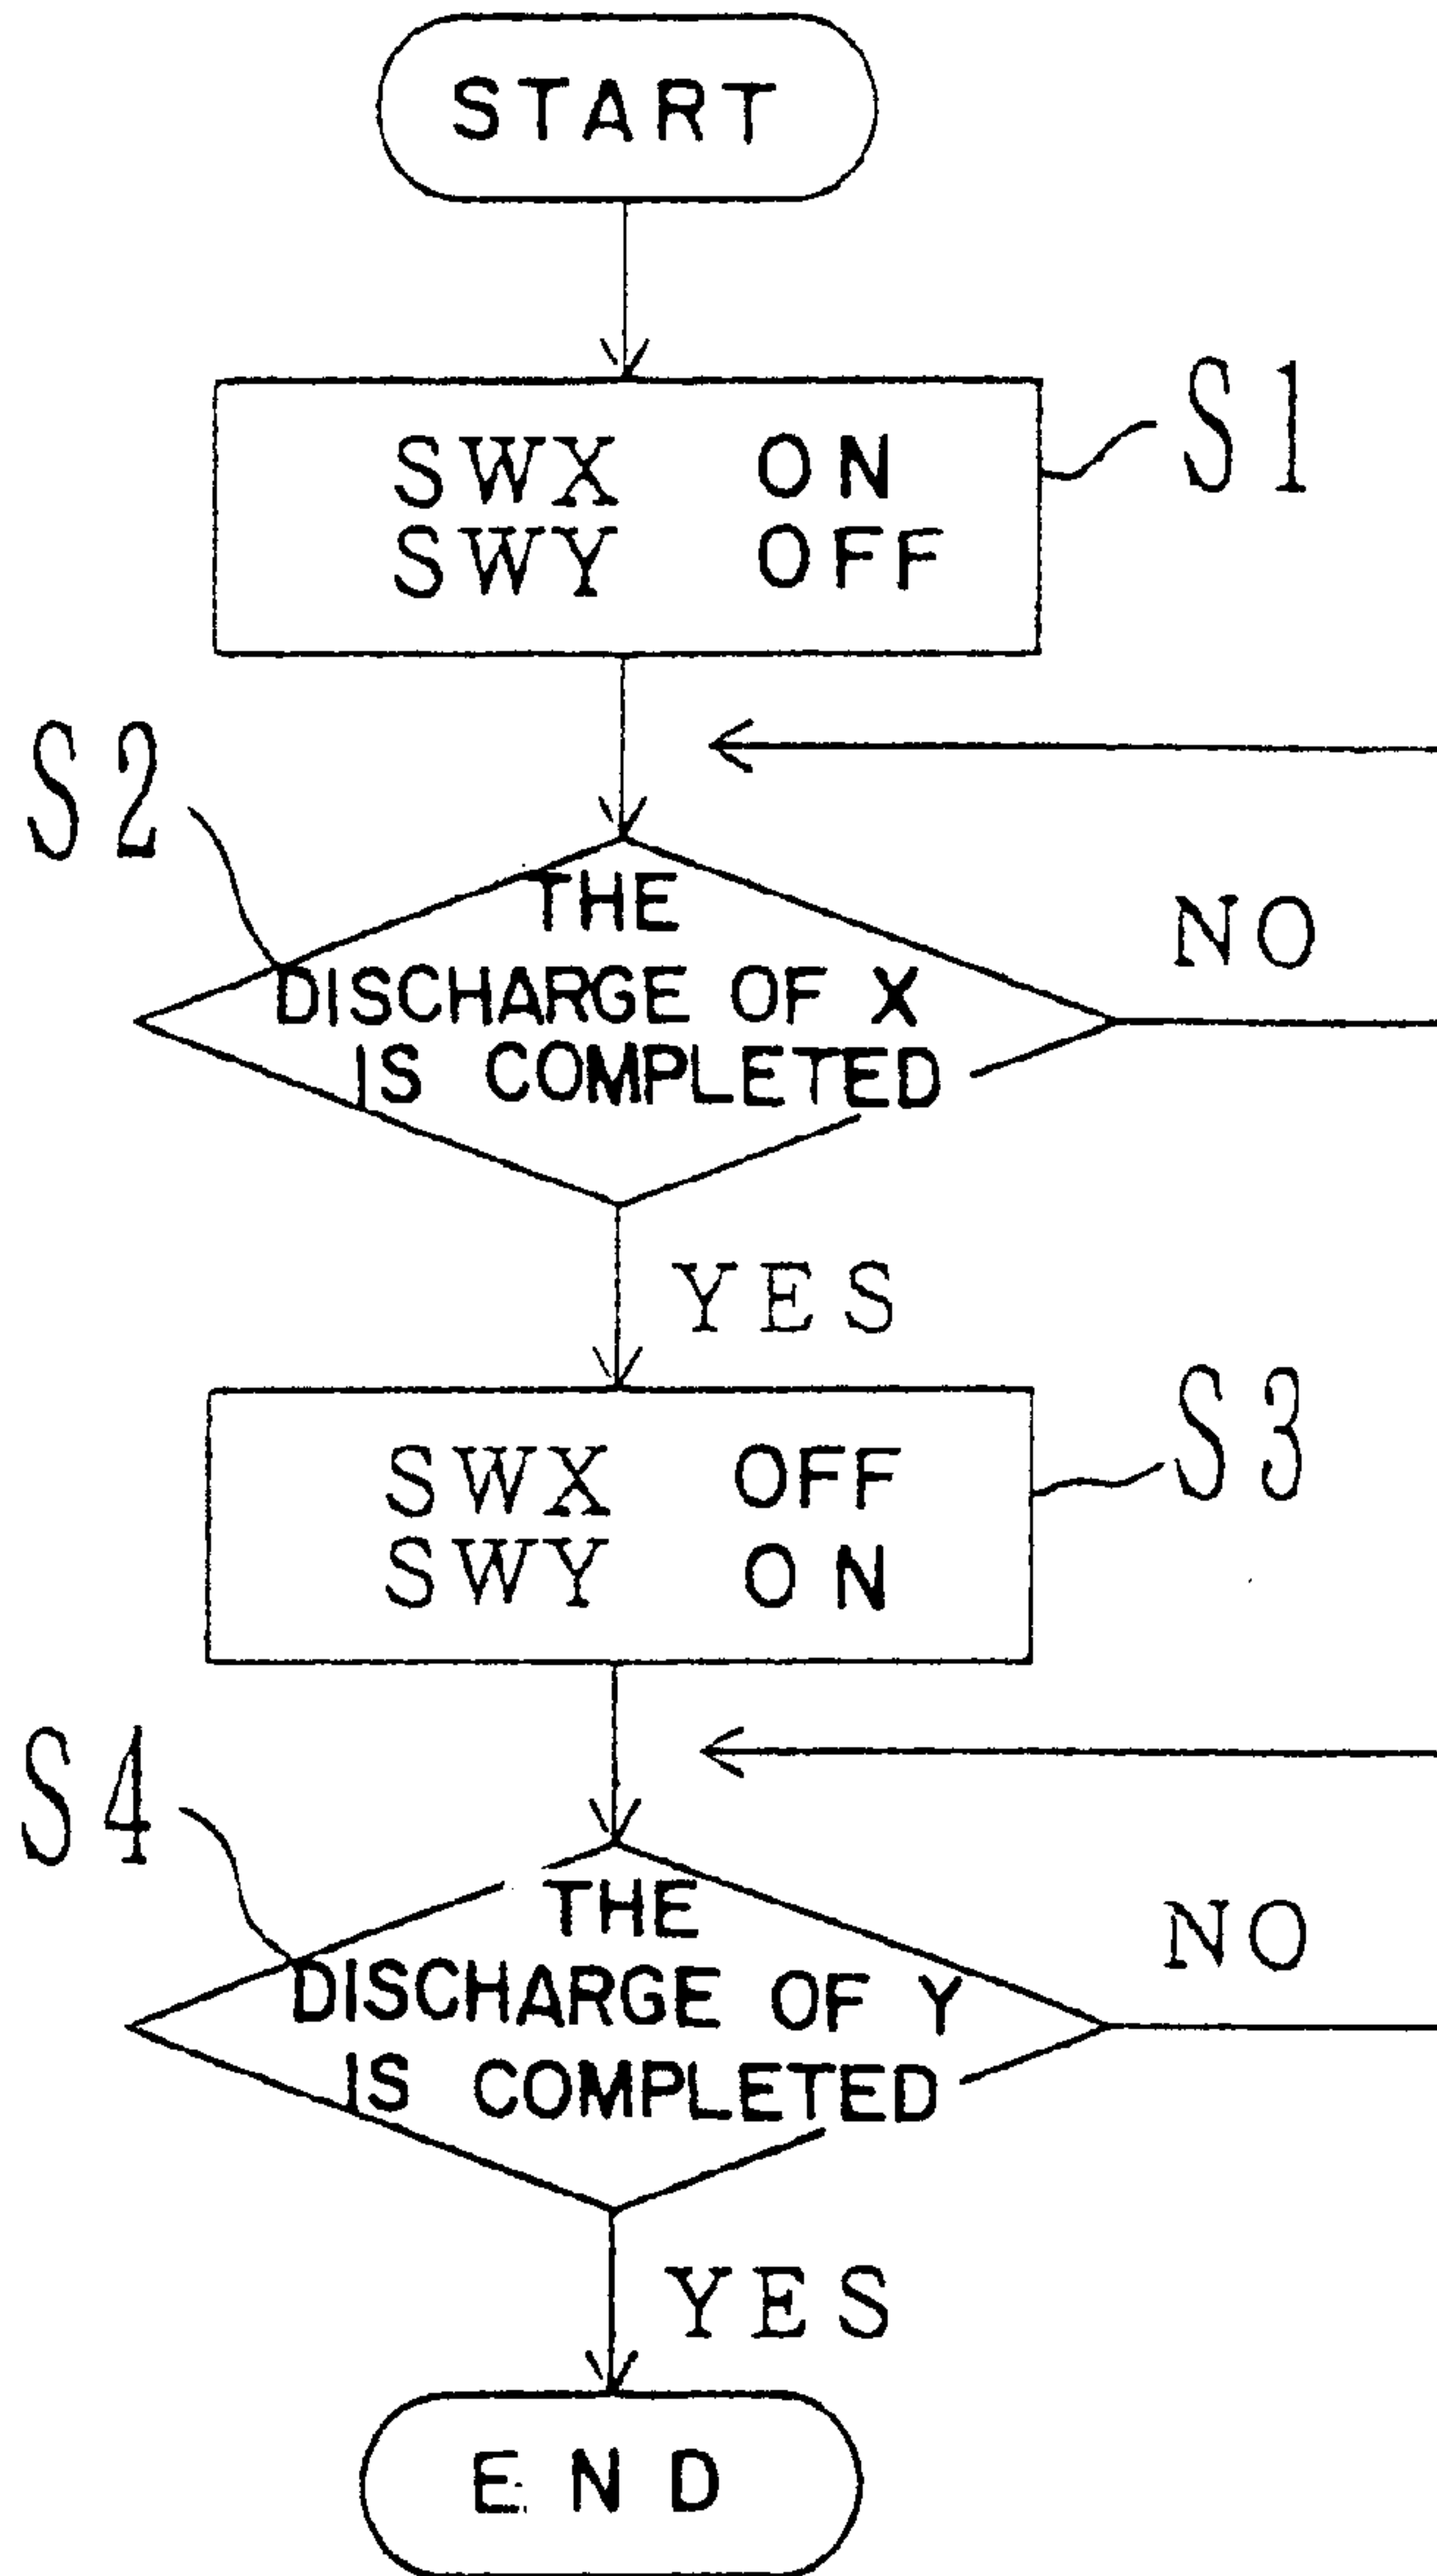 START
SWX ON
SWY OFF
S1
S2
THE
DISCHARGE OF X
IS COMPLETED
NO
YES
SWX OFF
SWY ON
S3
S4
THE
DISCHARGE OF Y
IS COMPLETED
NO
YES
END